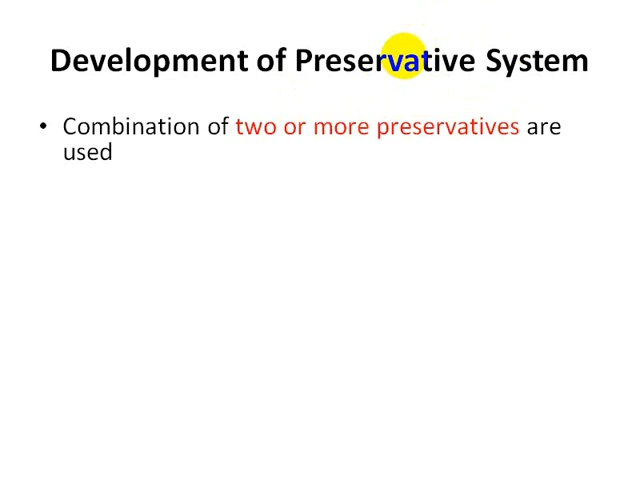 Development of Preservative System
• Combination of two or more preservatives are
used